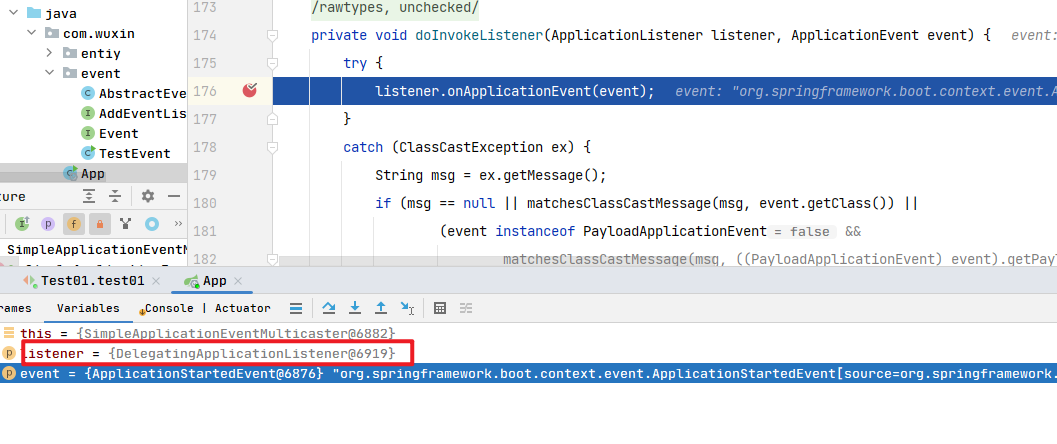 java
com.wuxin
entiy
event
AbstractEve
AddEventLis
Event
TestEvent
App
ture
SimpleApplicationEventM
173 /rawtypes, unchecked/
174 private void doInvokeListener(ApplicationListener listener, ApplicationEvent event) { event:
175 try {
176 listener.onApplicationEvent(event); event: "org.springframework.boot.context.event.A
177 }
178 catch (ClassCastException ex) {
179 String msg = ex.getMessage();
180 if (msg == null || matchesClassCastMessage(msg, event.getClass()) ||
181 (event instanceof PayloadApplicationEvent = false &&
182 matchesClassCastMessage(msg, ((PayloadApplicationEvent) event).getPayl
Test01.test01 × App ×
rames Variables Console | Actuator
this = {SimpleApplicationEventMulticaster@6882}
listener = {DelegatingApplicationListener@6919}
event = {ApplicationStartedEvent@6876} "org.springframework.boot.context.event.ApplicationStartedEvent[source=org.springframework.